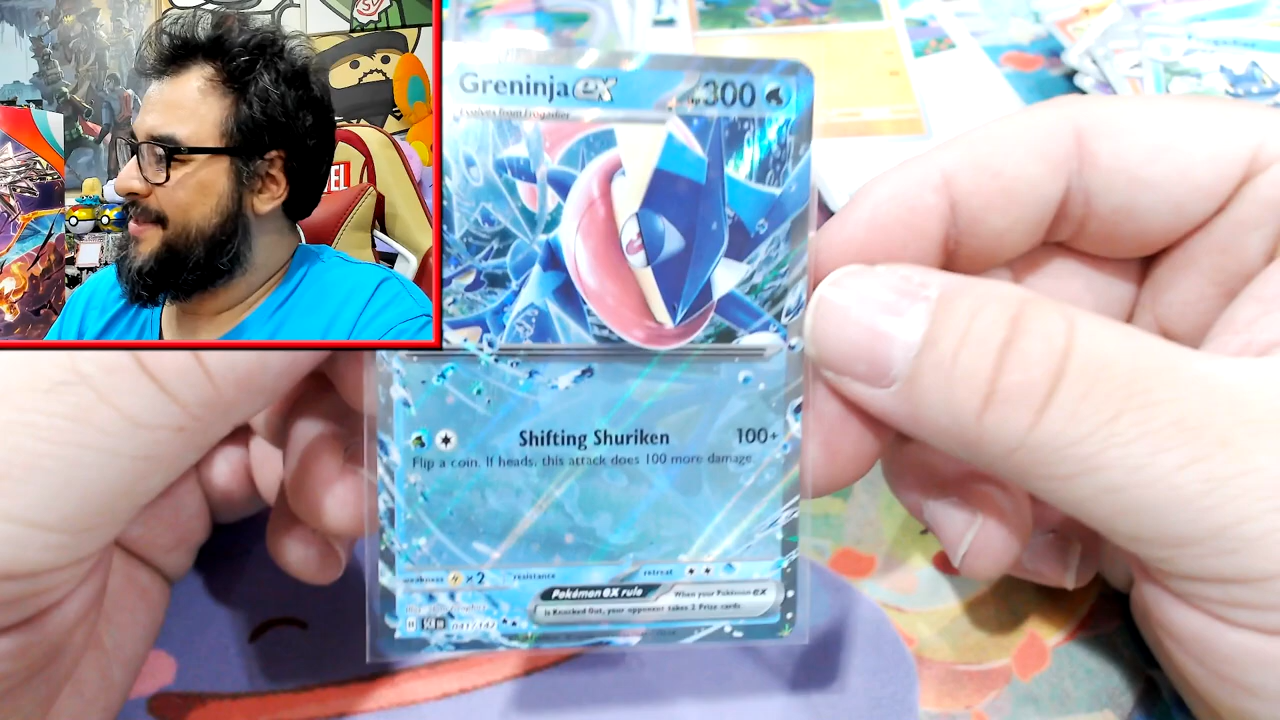 Greninja ex HP 300
Evolves from Frogadier
Shifting Shuriken 100+
Flip a coin. If heads, this attack does 100 more damage.
weakness ×2 resistance retreat
Pokémon ex rule
When your Pokémon ex
is Knocked Out, your opponent takes 2 Prize cards.